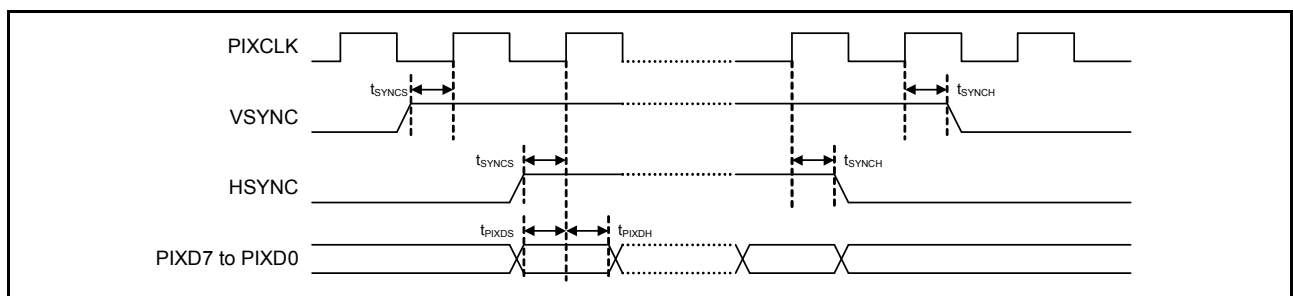 PIXCLK
tSYNCS
tSYNCH
VSYNC
tSYNCS
tSYNCH
HSYNC
tPIXDS
tPIXDH
PIXD7 to PIXD0